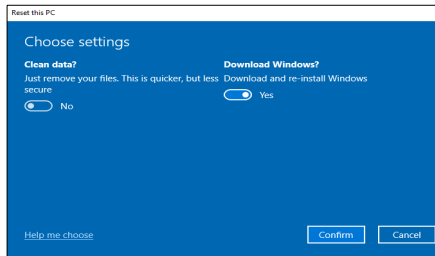 Reset this PC
Choose settings
Clean data?
Just remove your files. This is quicker, but less
secure
No
Download Windows?
Download and re-install Windows
Yes
Help me choose
Confirm
Cancel